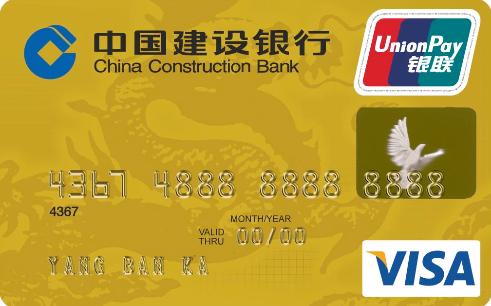 中国建设银行
China Construction Bank
UnionPay
银联
4367 4888 8888 8888
4367
MONTH/YEAR
VALID
THRU 00/00
YANG BAN KA
VISA